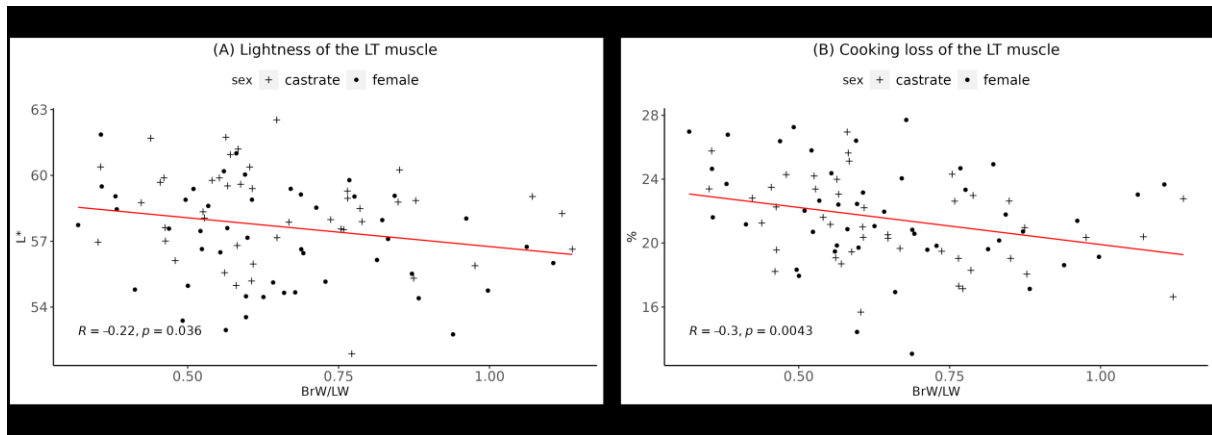 (A) Lightness of the LT muscle
sex + castrate • female
63
60
57
54
L*
0.50 0.75 1.00
BrW/LW
R = -0.22, p = 0.036
(B) Cooking loss of the LT muscle
sex + castrate • female
28
24
20
16
%
0.50 0.75 1.00
BrW/LW
R = -0.3, p = 0.0043